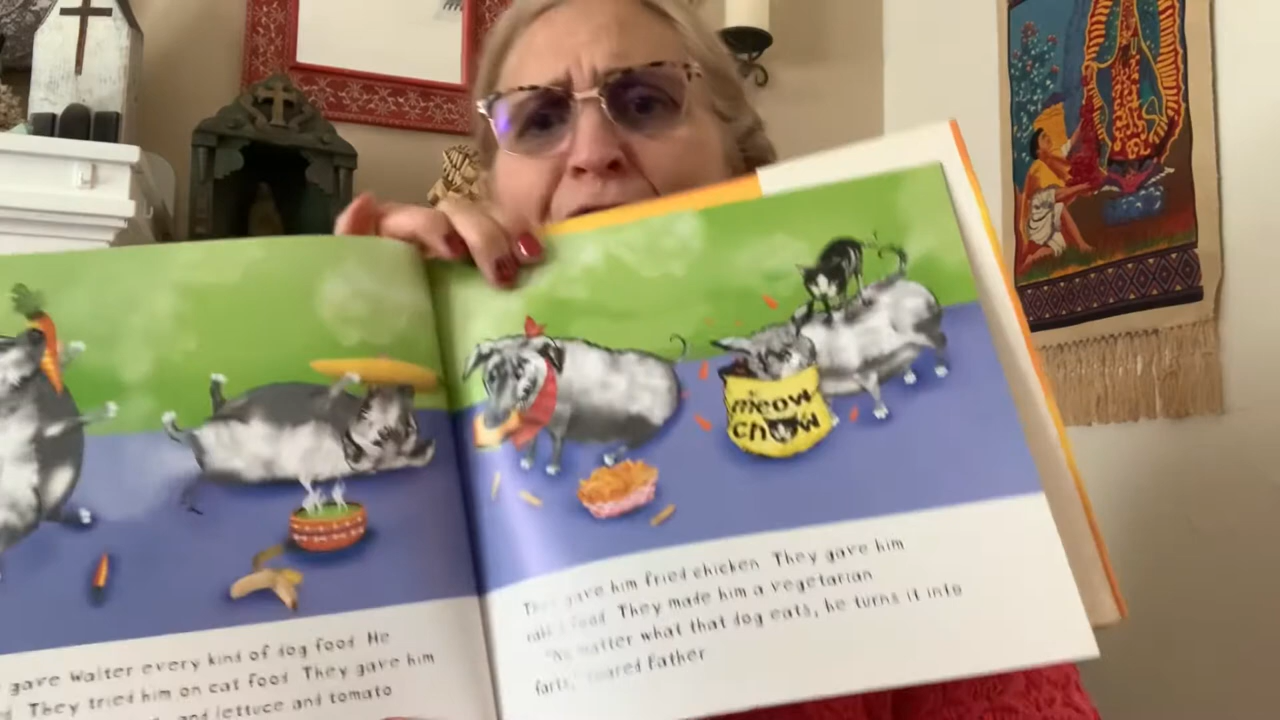 meow
chow
gave Walter every kind of dog food. He
They tried him on cat food. They gave him
and lettuce and tomato
They gave him fried chicken. They gave him
food. They made him a vegetarian
"No matter what that dog eats, he turns it into
farts," roared Father